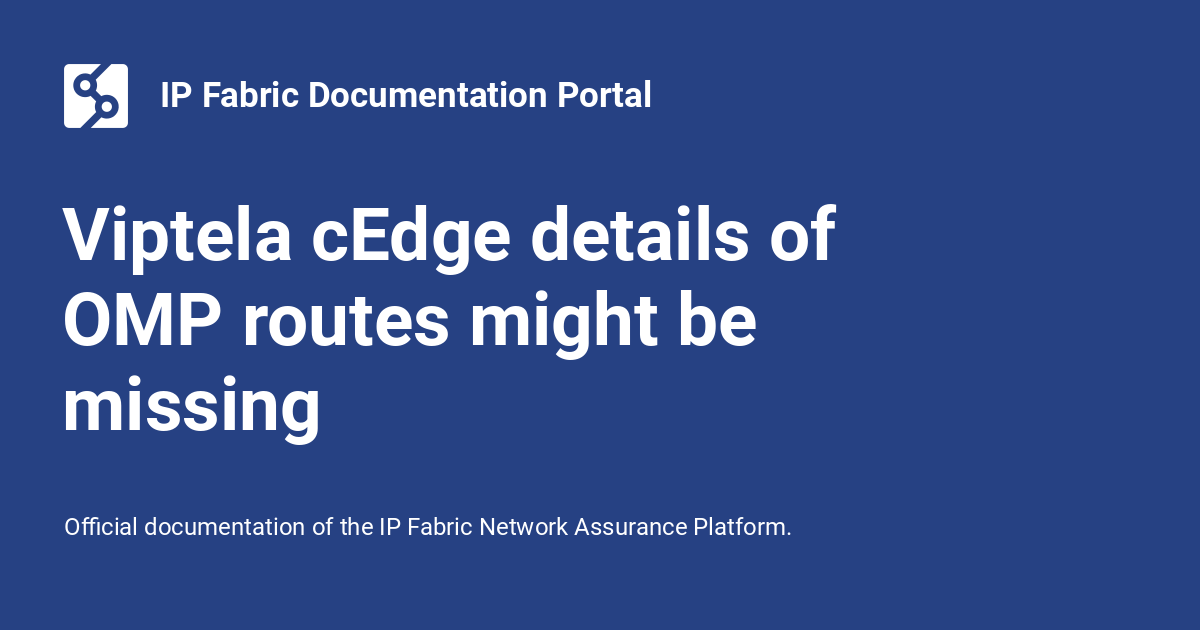 IP Fabric Documentation Portal
Viptela cEdge details of
OMP routes might be
missing
Official documentation of the IP Fabric Network Assurance Platform.